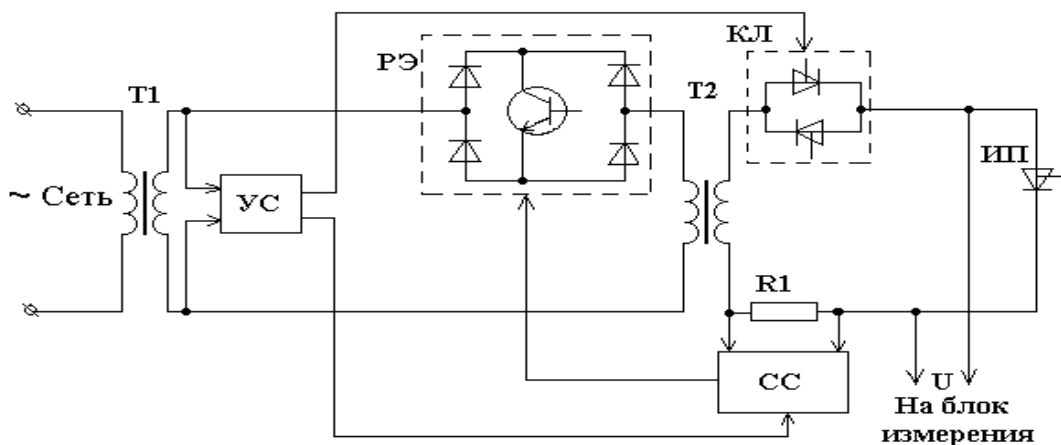 КЛ
РЭ
Т1
Т2
ИП
~ Сеть
УС
R1
СС
U
На блок
измерения